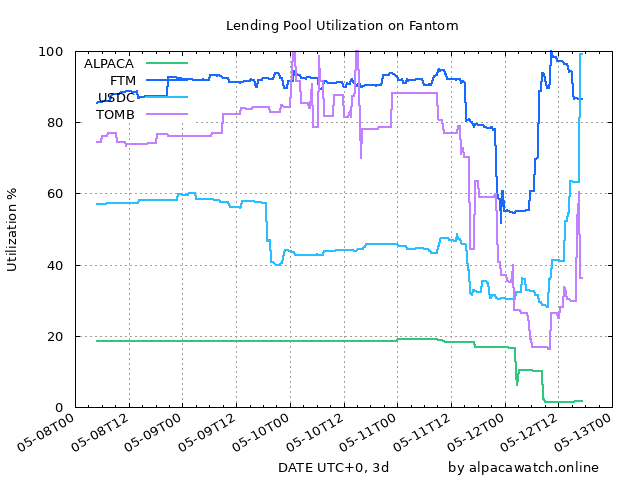 Lending Pool Utilization on Fantom
Utilization %
100
80
60
40
20
0
ALPACA
FTM
USDC
TOMB
05-08T00
05-08T12
05-09T00
05-09T12
05-10T00
05-10T12
05-11T00
05-11T12
05-12T00
05-12T12
05-13T00
DATE UTC+0, 3d
by alpacawatch.online